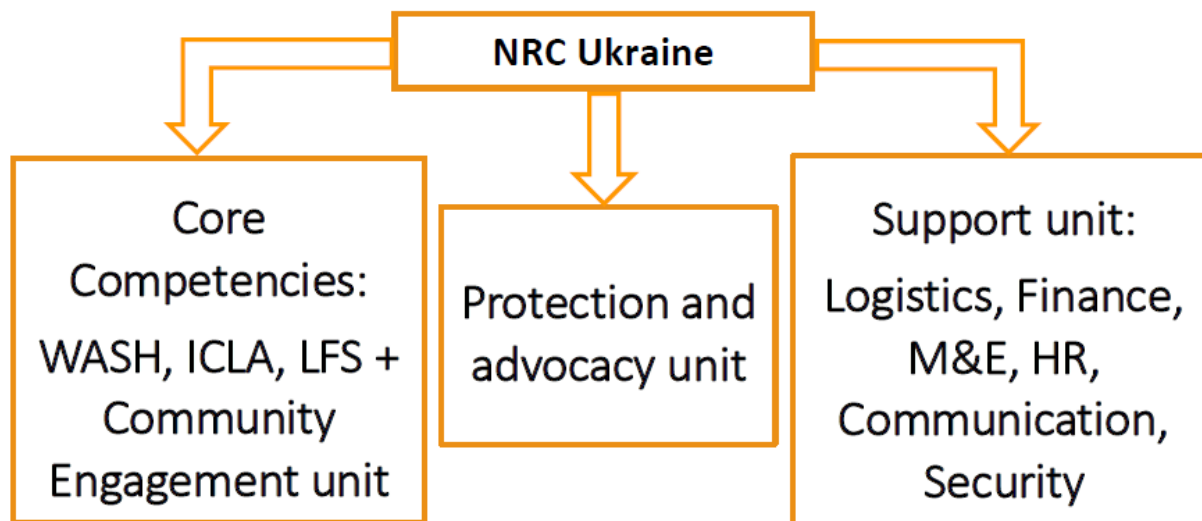 NRC Ukraine
Core
Competencies:
WASH, ICLA, LFS +
Community
Engagement unit
Protection and
advocacy unit
Support unit:
Logistics, Finance,
M&E, HR,
Communication,
Security